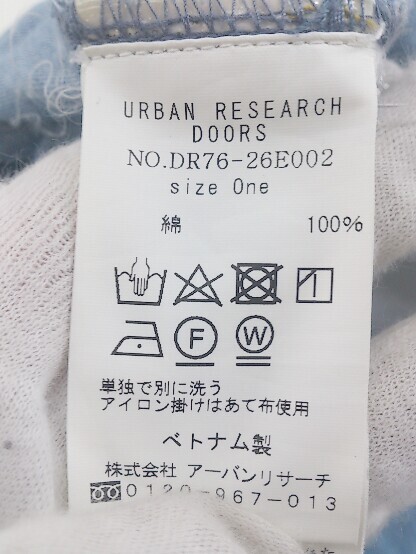 URBAN RESEARCH
DOORS
NO.DR76-26E002
size One
綿 100%
F W
単独で別に洗う
アイロン掛けはあて布使用
ベトナム製
株式会社 アーバンリサーチ
0120-967-013